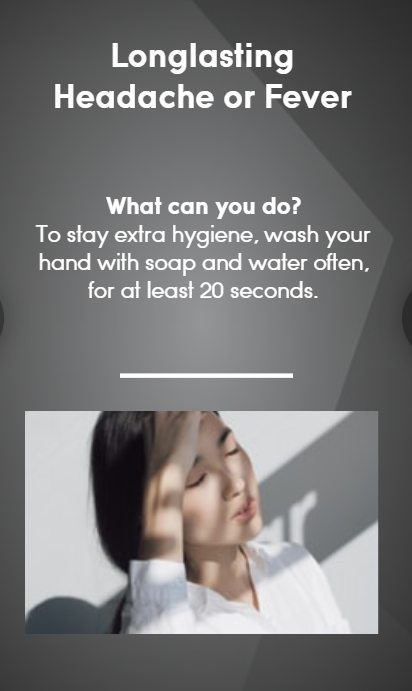 Longlasting
Headache or Fever
What can you do?
To stay extra hygiene, wash your
hand with soap and water often,
for at least 20 seconds.